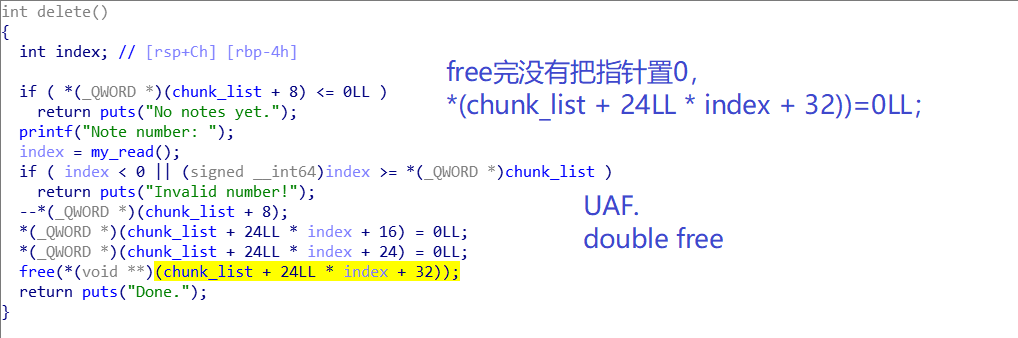 int delete()
{
int index; // [rsp+Ch] [rbp-4h]
free完没有把指针置0，
*(chunk_list + 24LL * index + 32))=0LL;
if ( *(_QWORD *)(chunk_list + 8) <= 0LL )
return puts("No notes yet.");
printf("Note number: ");
index = my_read();
if ( index < 0 || (signed __int64)index >= *(_QWORD *)chunk_list )
return puts("Invalid number!");
--*(_QWORD *)(chunk_list + 8);
*(_QWORD *)(chunk_list + 24LL * index + 16) = 0LL;
*(_QWORD *)(chunk_list + 24LL * index + 24) = 0LL;
free(*(void **)(chunk_list + 24LL * index + 32));
return puts("Done.");
}
UAF.
double free